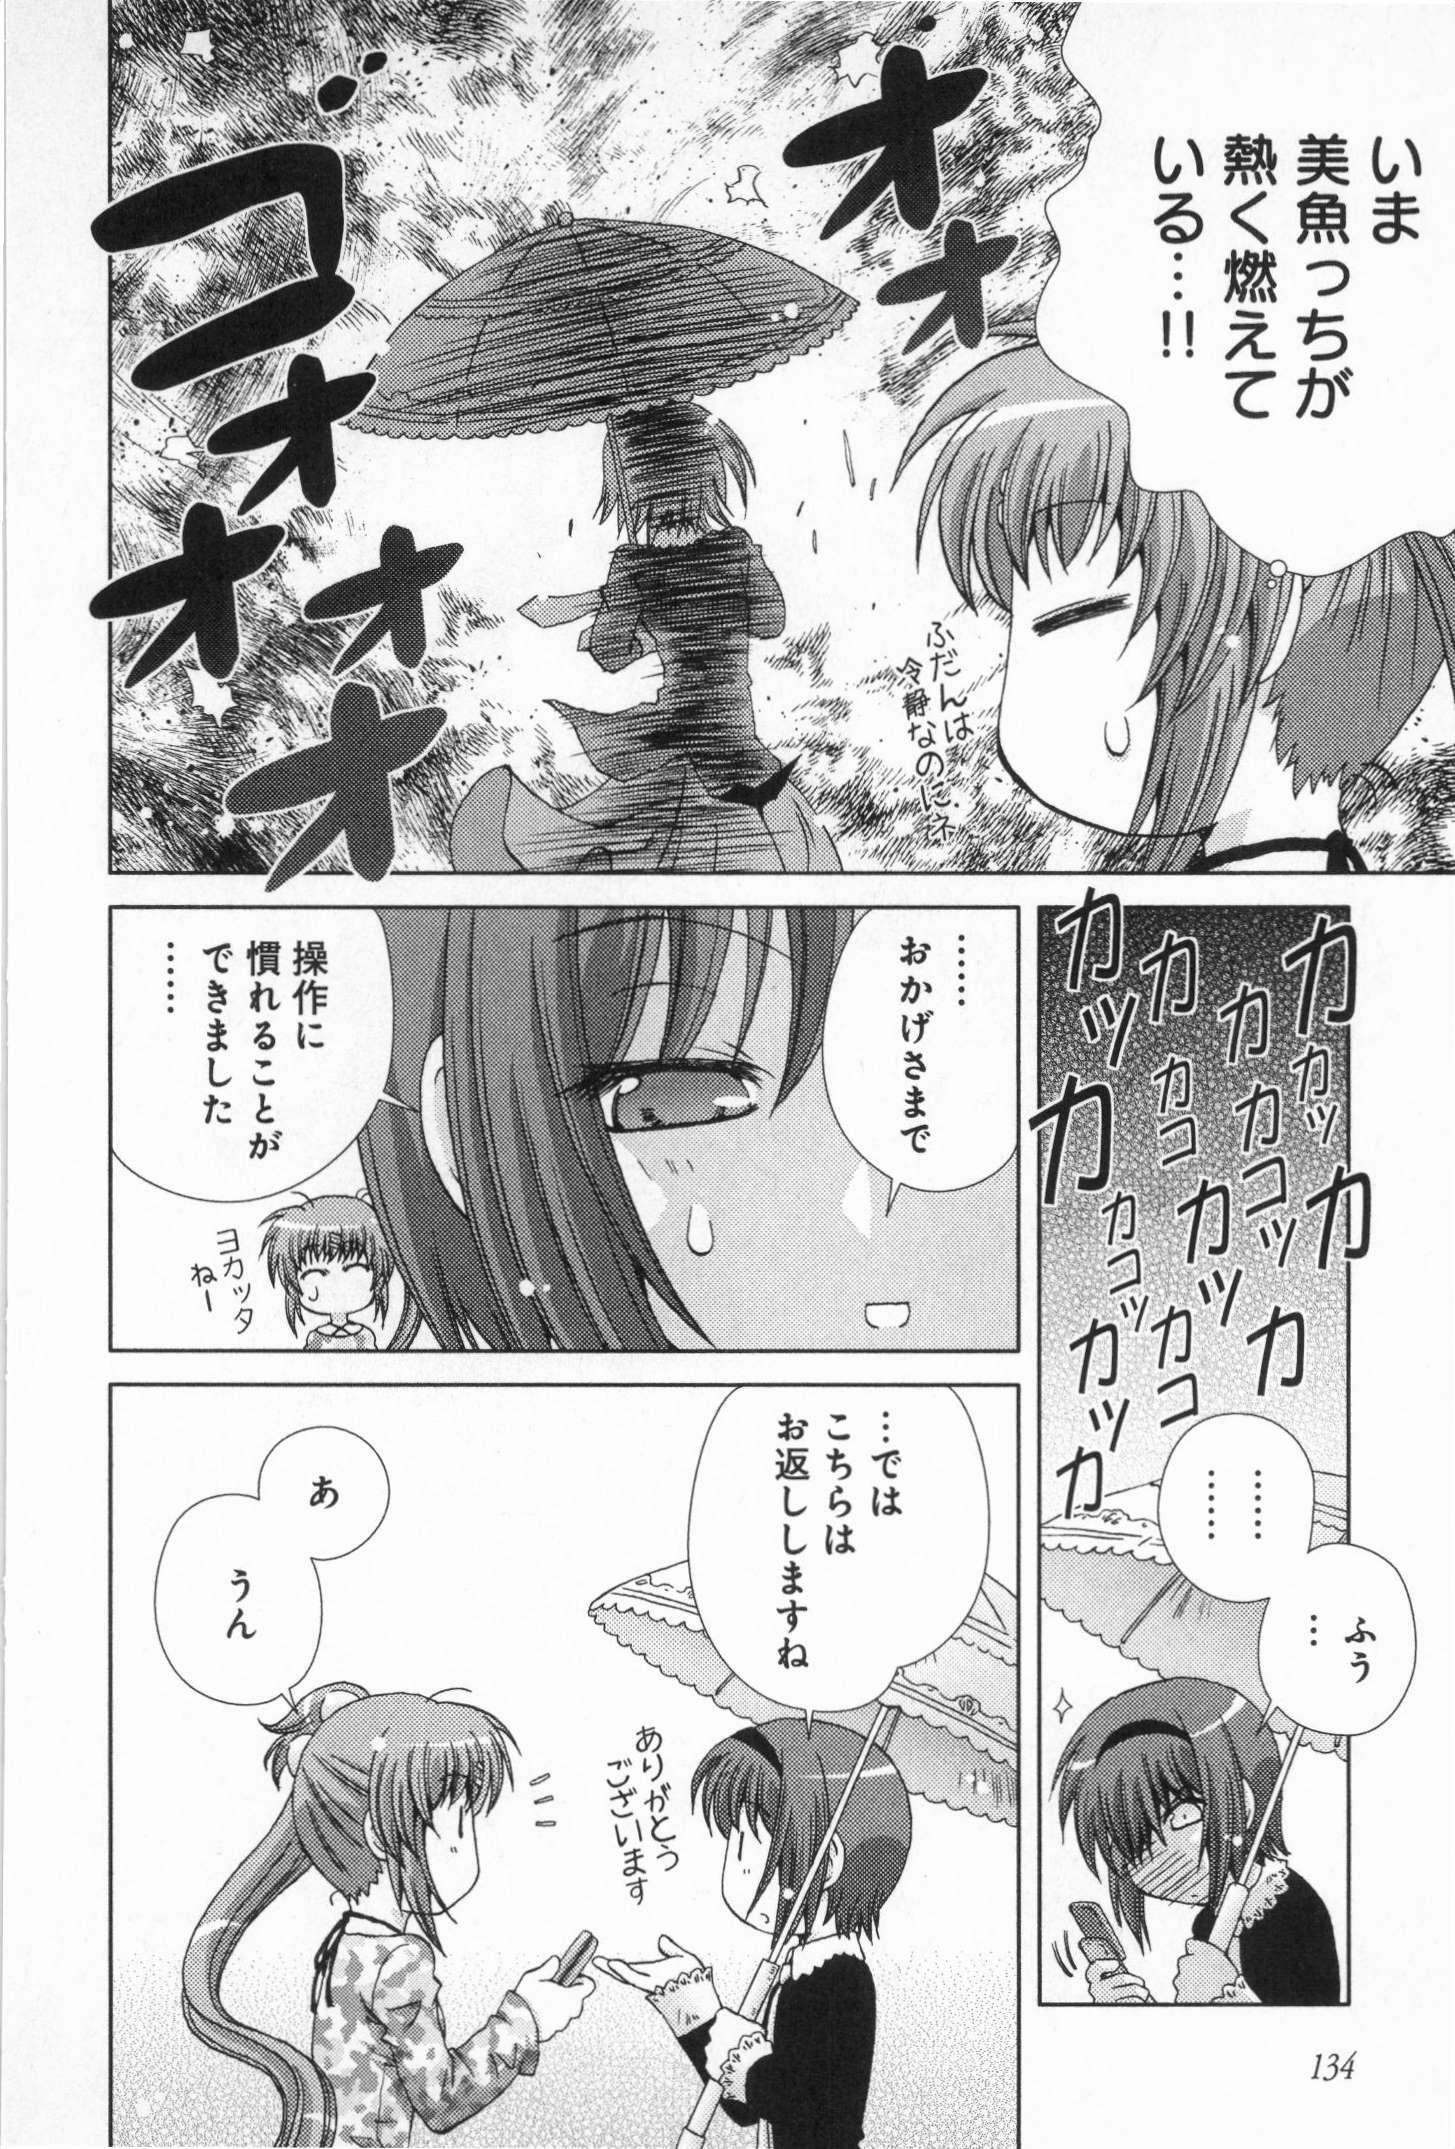 いま
美魚っちが
熱く燃えて
いる…!!
オオ
ふだんは
冷静なのにネ
ゴオオオオ
カカッカコッカ
カカコッカ
カカコッカコ
カッカコッカッカ
………
………
ふう
…
………
おかげさまで
操作に
慣れることが
できました
……
ヨカッタ
ねー
…では
こちらは
お返ししますね
ありがとう
ございます
あ
うん
134